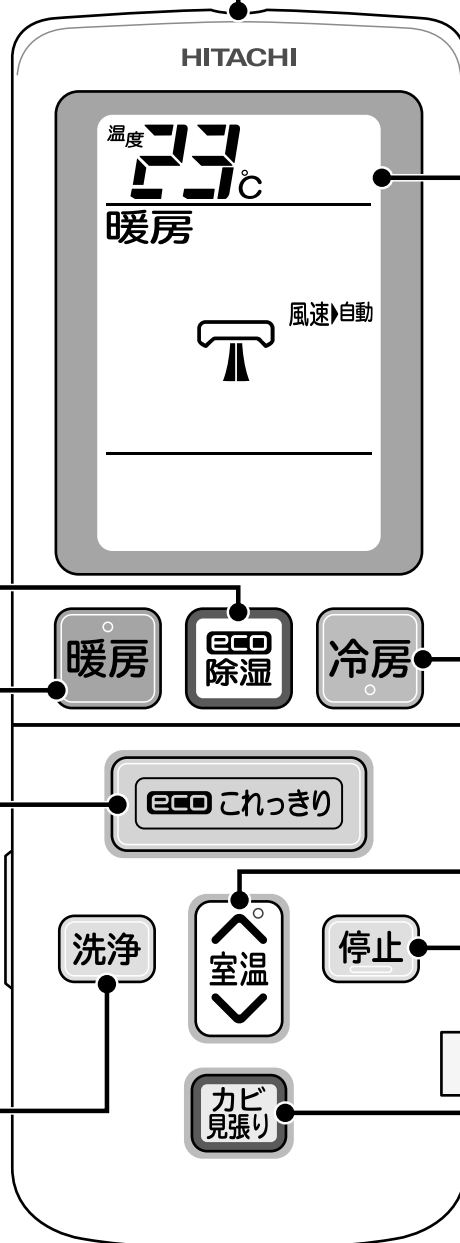 HITACHI
温度 23℃
暖房
風速 自動
暖房
eco
除湿
冷房
eco これっきり
洗浄
室温
停止
カビ
見張り